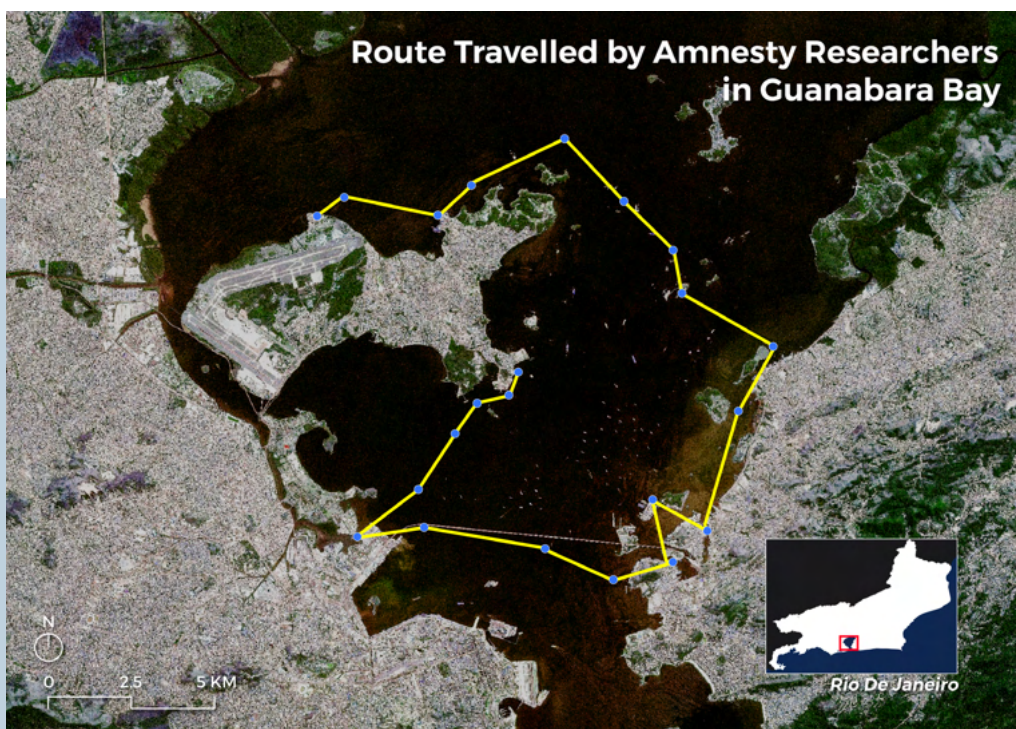 Route Travelled by Amnesty Researchers
in Guanabara Bay
N
0 2.5 5 KM
Rio De Janeiro